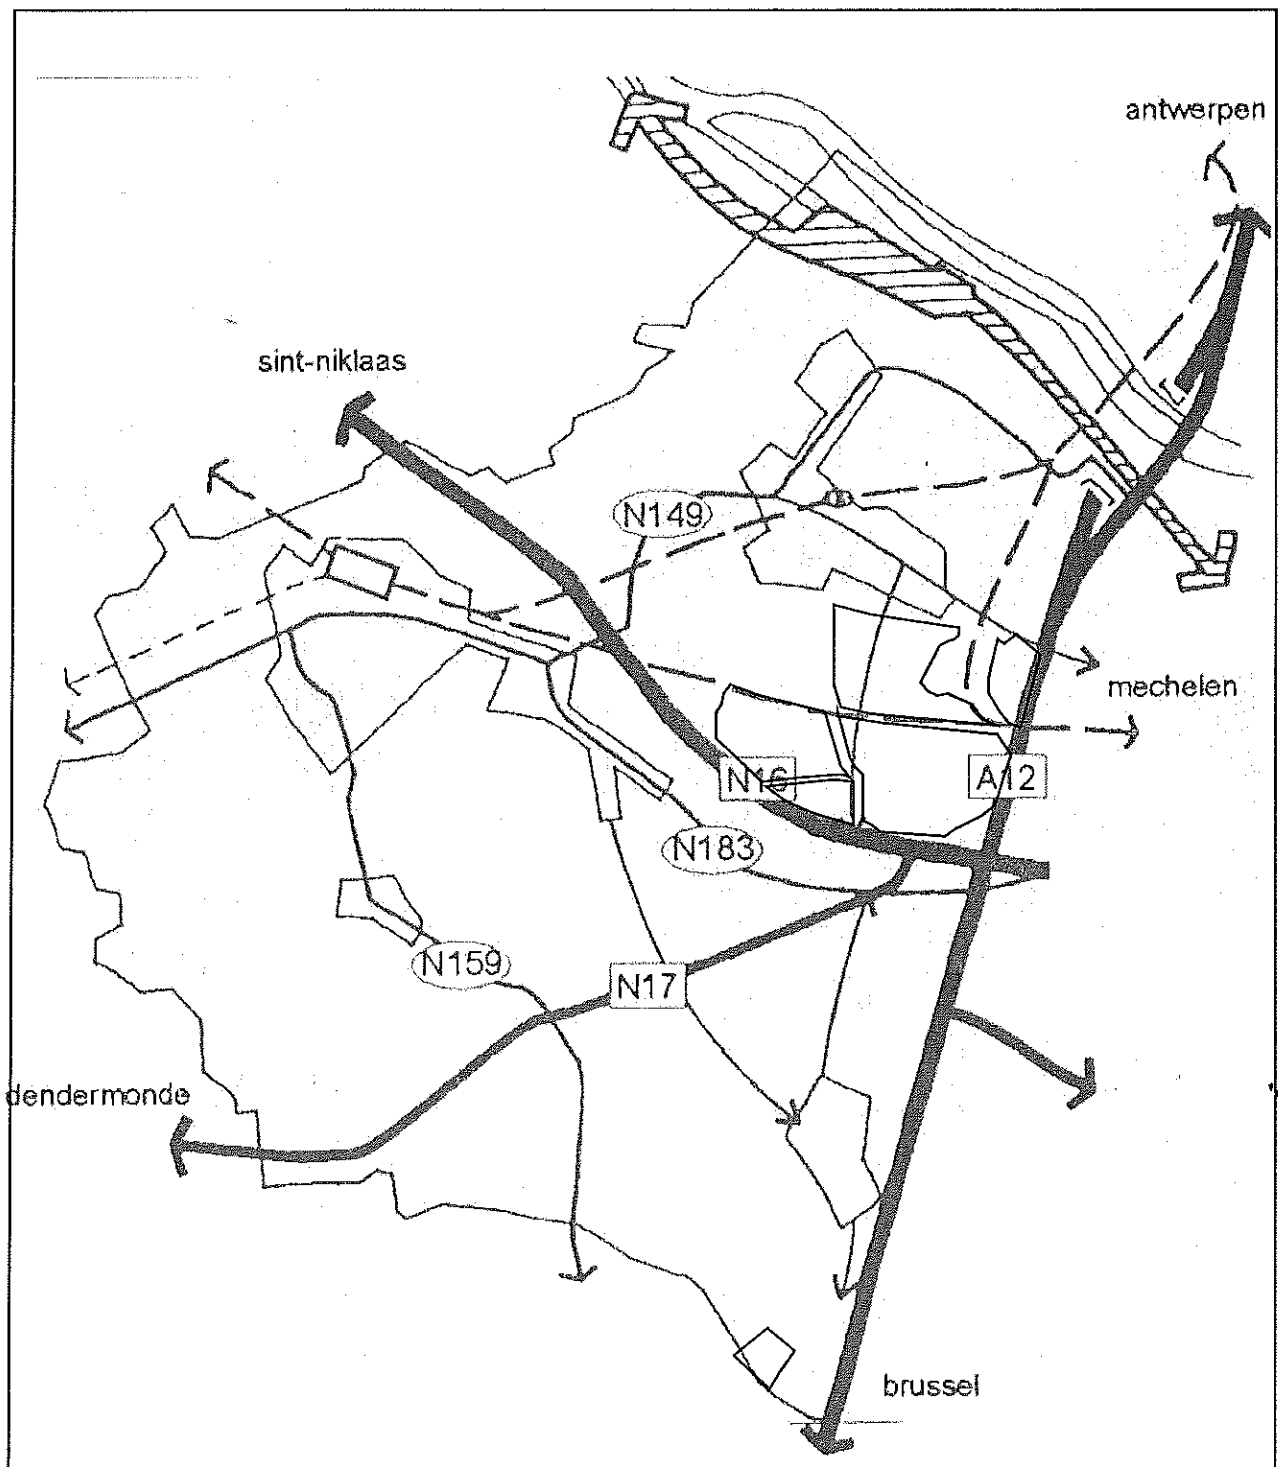 antwerpen
sint-niklaas
N149
mechelen
N16
A12
N183
N159
N17
dendermonde
brussel